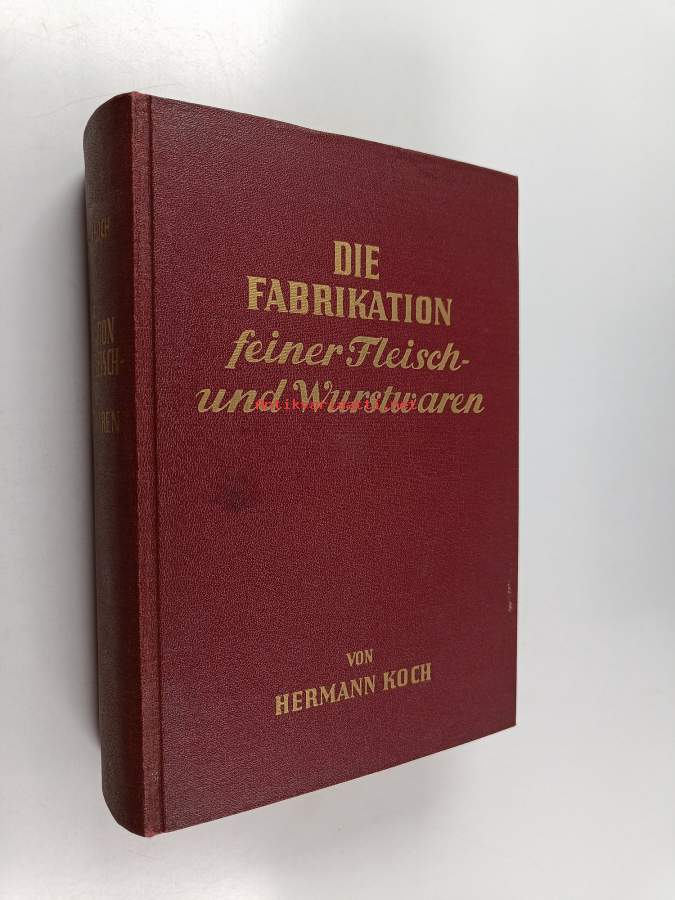 DIE
FABRIKATION
feiner Fleisch-
und Wurstwaren
VON
HERMANN KOCH